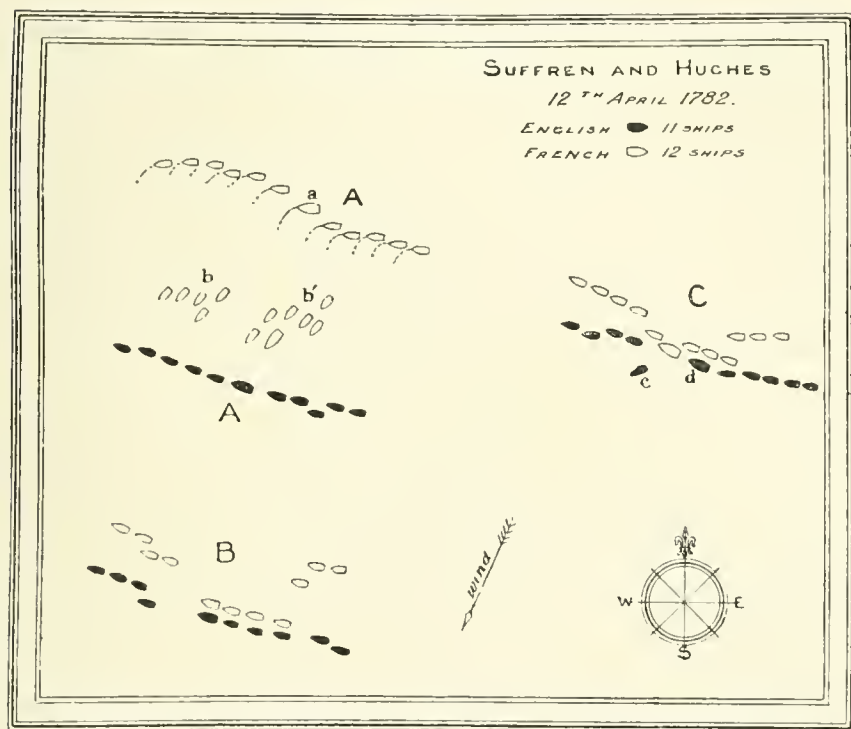 SUFFREN AND HUGHES
12TH APRIL 1782.
ENGLISH 11 SHIPS
FRENCH 12 SHIPS
a A
b b'
A
C
c d
B
wind
N
W E
S